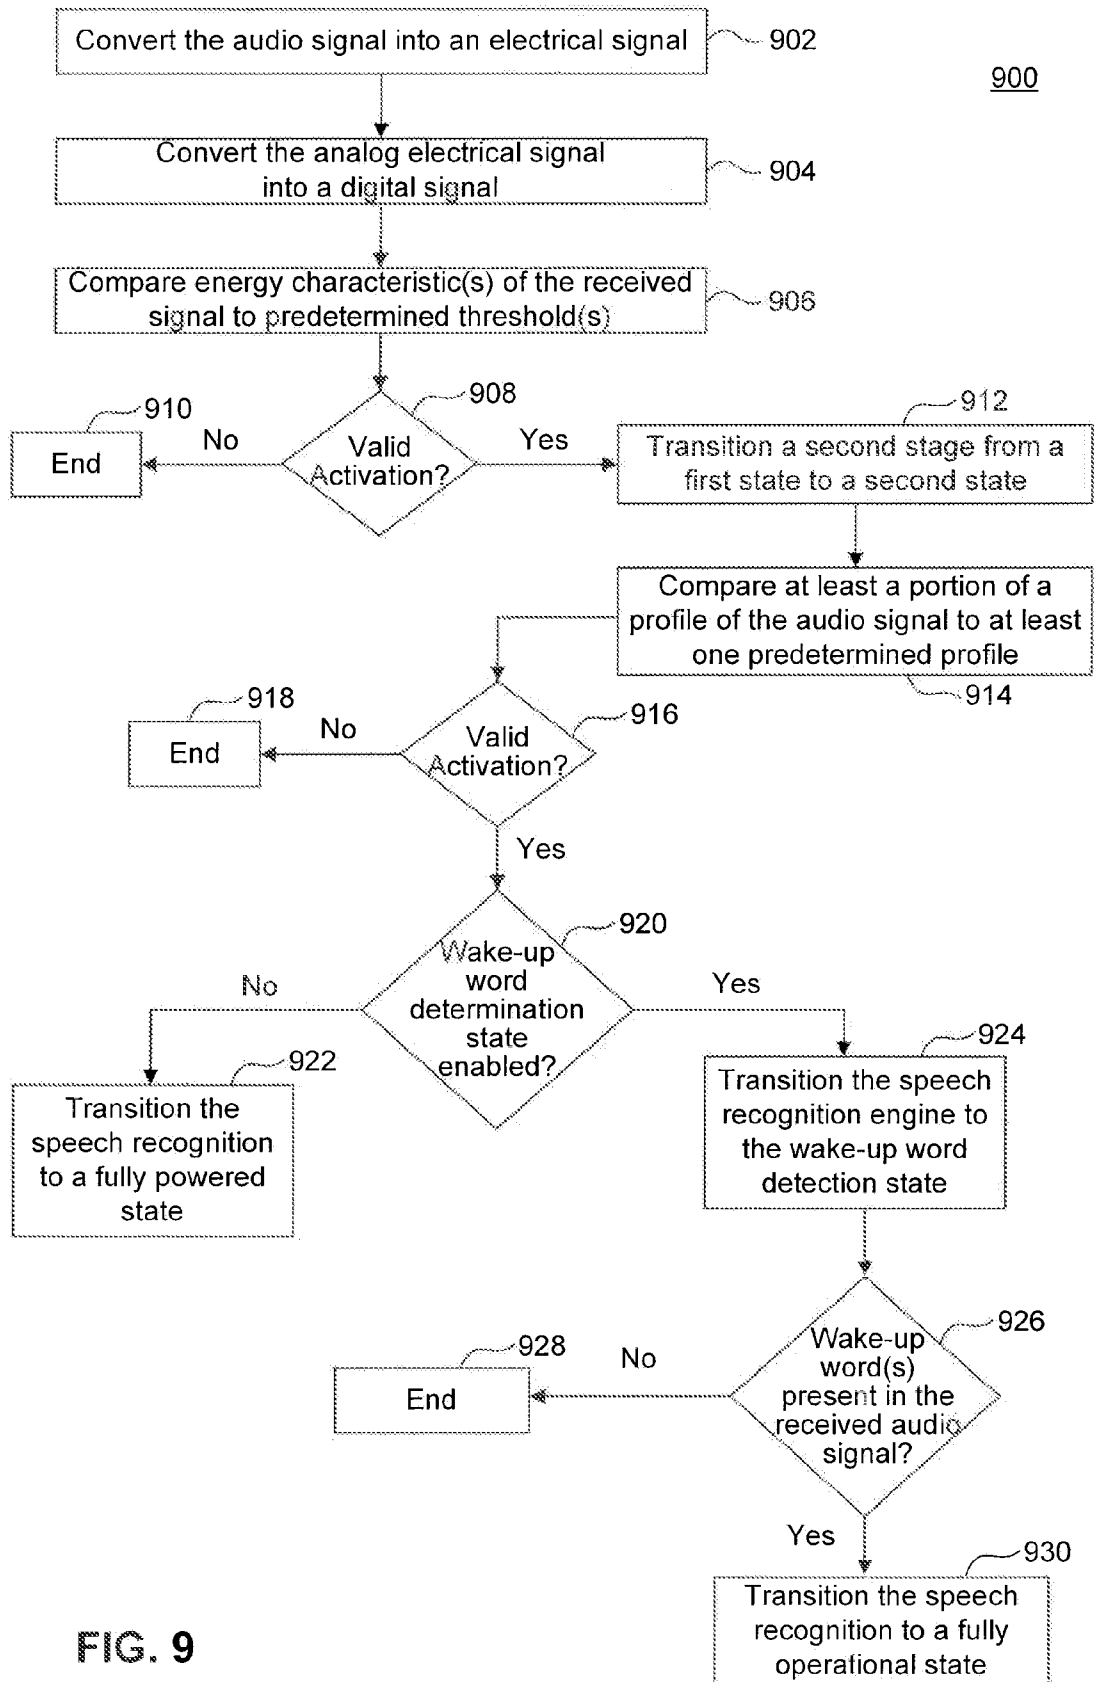 Convert the audio signal into an electrical signal
902
900
Convert the analog electrical signal
into a digital signal
904
Compare energy characteristic(s) of the received
signal to predetermined threshold(s)
906
908
Valid
Activation?
No
910
End
Yes
912
Transition a second stage from a
first state to a second state
Compare at least a portion of a
profile of the audio signal to at least
one predetermined profile
914
916
Valid
Activation?
No
918
End
Yes
920
Wake-up
word
determination
state
enabled?
No
922
Transition the
speech recognition
to a fully powered
state
Yes
924
Transition the speech
recognition engine to
the wake-up word
detection state
926
Wake-up
word(s)
present in the
received audio
signal?
No
928
End
Yes
930
Transition the speech
recognition to a fully
operational state
FIG. 9